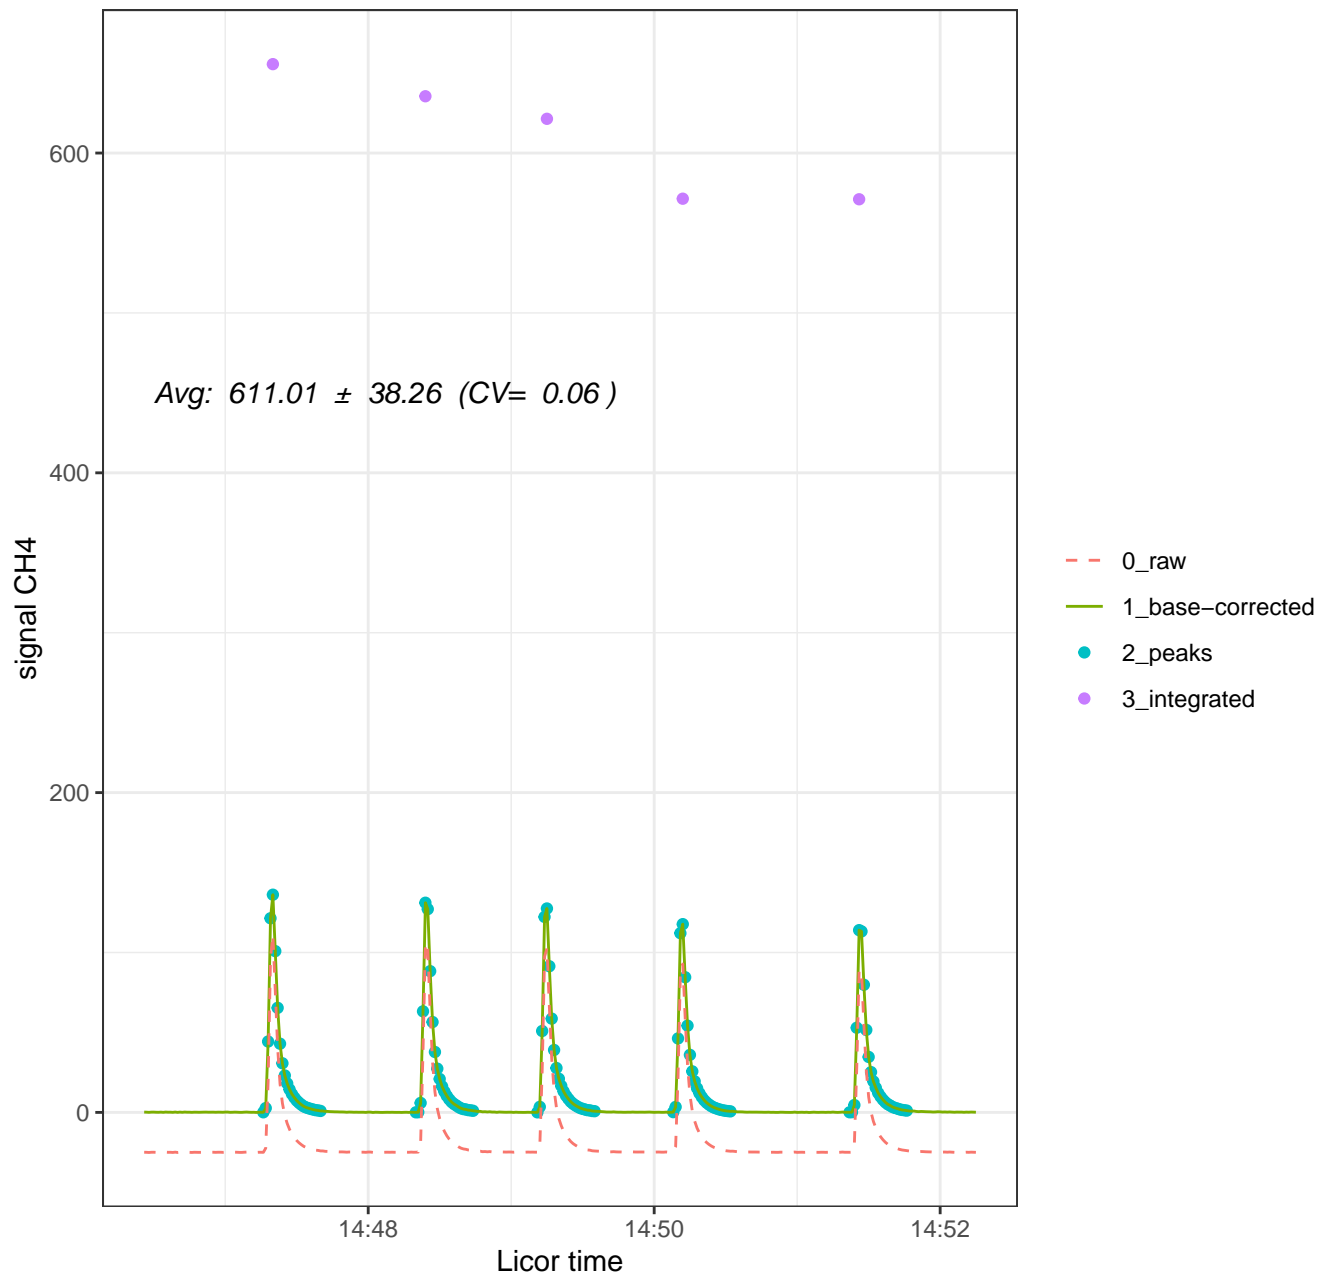 600
400
200
0
signal CH4
Avg: 611.01 ± 38.26 (CV= 0.06 )
14:48
14:50
14:52
Licor time
0_raw
1_base−corrected
2_peaks
3_integrated